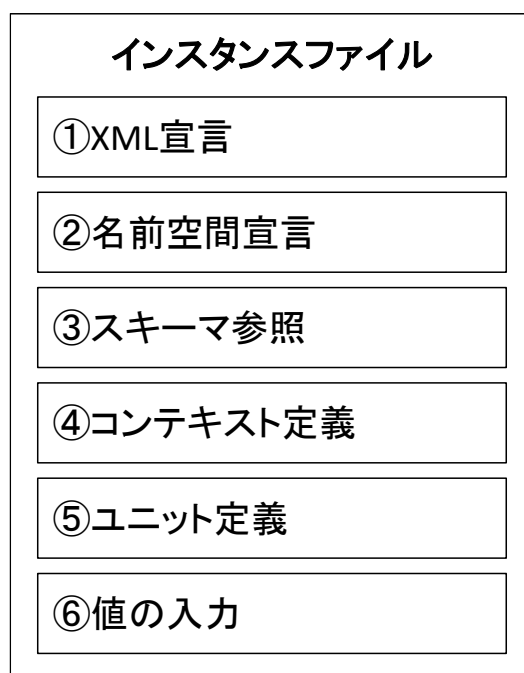 インスタンスファイル
①XML宣言
②名前空間宣言
③スキーマ参照
④コンテキスト定義
⑤ユニット定義
⑥値の入力